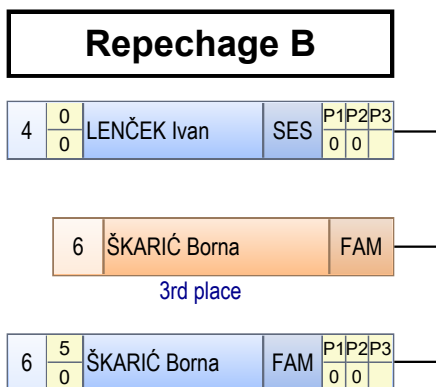 Repechage B
4 0 0 LENČEK Ivan SES P1 P2 P3 0 0
6 ŠKARIĆ Borna FAM
3rd place
6 5 0 ŠKARIĆ Borna FAM P1 P2 P3 0 0